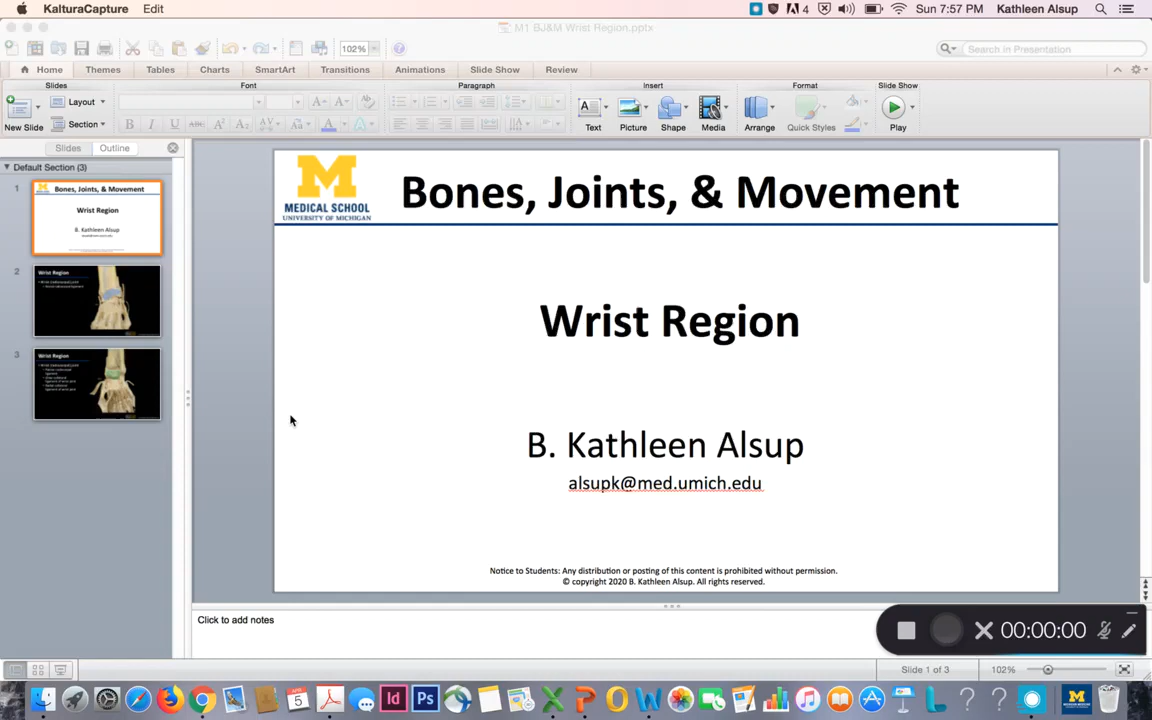 KalturaCapture Edit 4 Sun 7:57 PM Kathleen Alsup
M1 BJ&M Wrist Region.pptx
102% Search in Presentation
Home Themes Tables Charts SmartArt Transitions Animations Slide Show Review
Slides Font Paragraph Insert Format Slide Show
New Slide Layout Section Text Picture Shape Media Arrange Quick Styles Play
Slides Outline
Default Section (3)
1
Bones, Joints, & Movement
Wrist Region
B. Kathleen Alsup
2
Wrist Region
3
Wrist Region
M
MEDICAL SCHOOL
UNIVERSITY OF MICHIGAN
Bones, Joints, & Movement
Wrist Region
B. Kathleen Alsup
alsupk@med.umich.edu
Notice to Students: Any distribution or posting of this content is prohibited without permission.
© copyright 2020 B. Kathleen Alsup. All rights reserved.
Click to add notes
00:00:00
Slide 1 of 3 102%